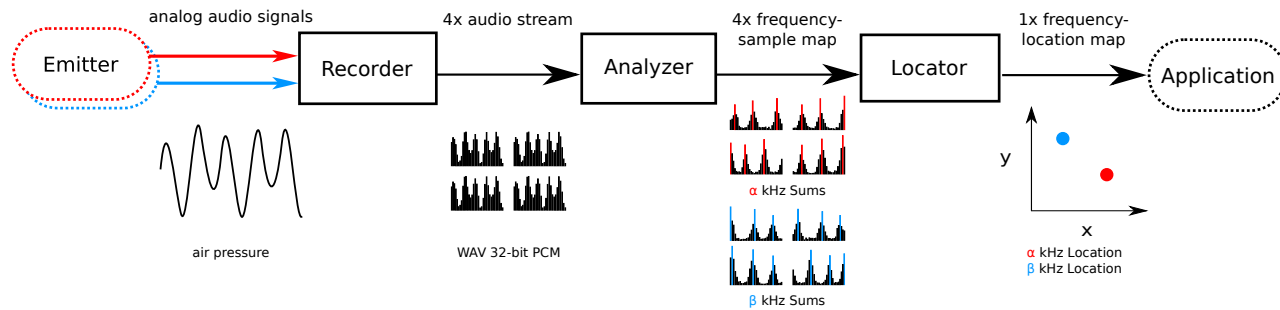 analog audio signals
4x audio stream
4x frequency-
sample map
1x frequency-
location map
Emitter
Recorder
Analyzer
Locator
Application
y
x
air pressure
WAV 32-bit PCM
α kHz Sums
β kHz Sums
α kHz Location
β kHz Location